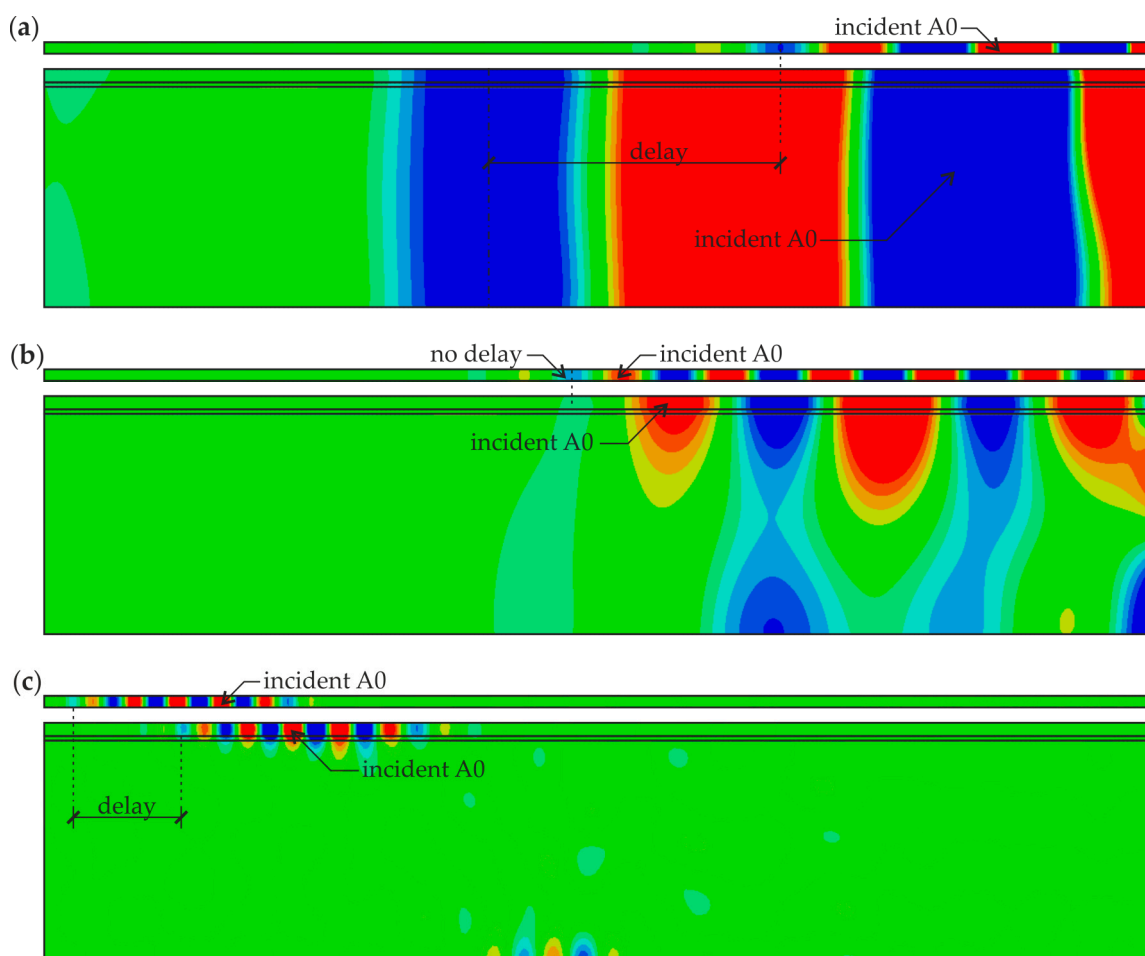 (a)
incident A0
delay
incident A0
(b)
no delay
incident A0
incident A0
(c)
incident A0
incident A0
delay